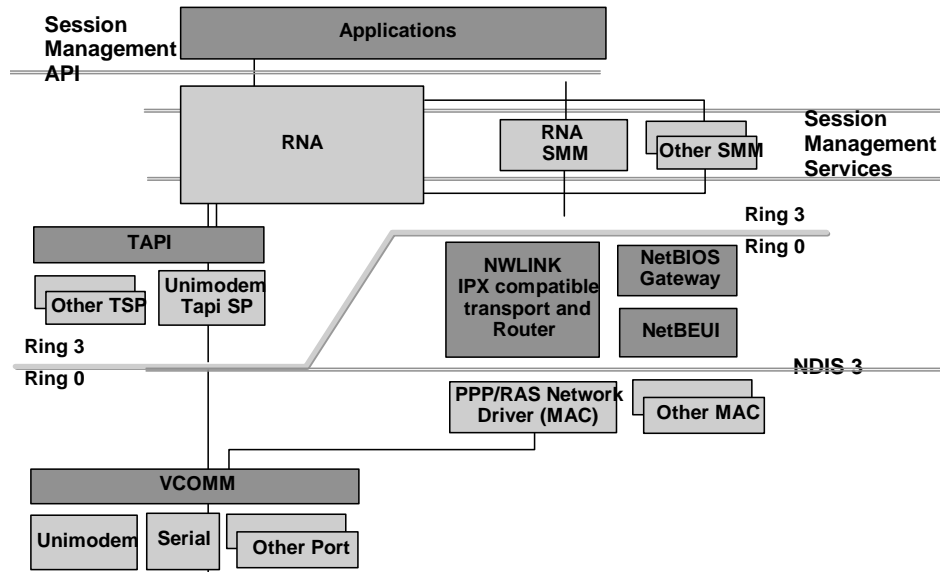 Session
Management
API
Applications
RNA
RNA
SMM
Other SMM
Session
Management
Services
Ring 3
Ring 0
TAPI
Other TSP
Unimodem
Tapi SP
NWLINK
IPX compatible
transport and
Router
NetBIOS
Gateway
NetBEUI
Ring 3
Ring 0
NDIS 3
PPP/RAS Network
Driver (MAC)
Other MAC
VCOMM
Unimodem
Serial
Other Port